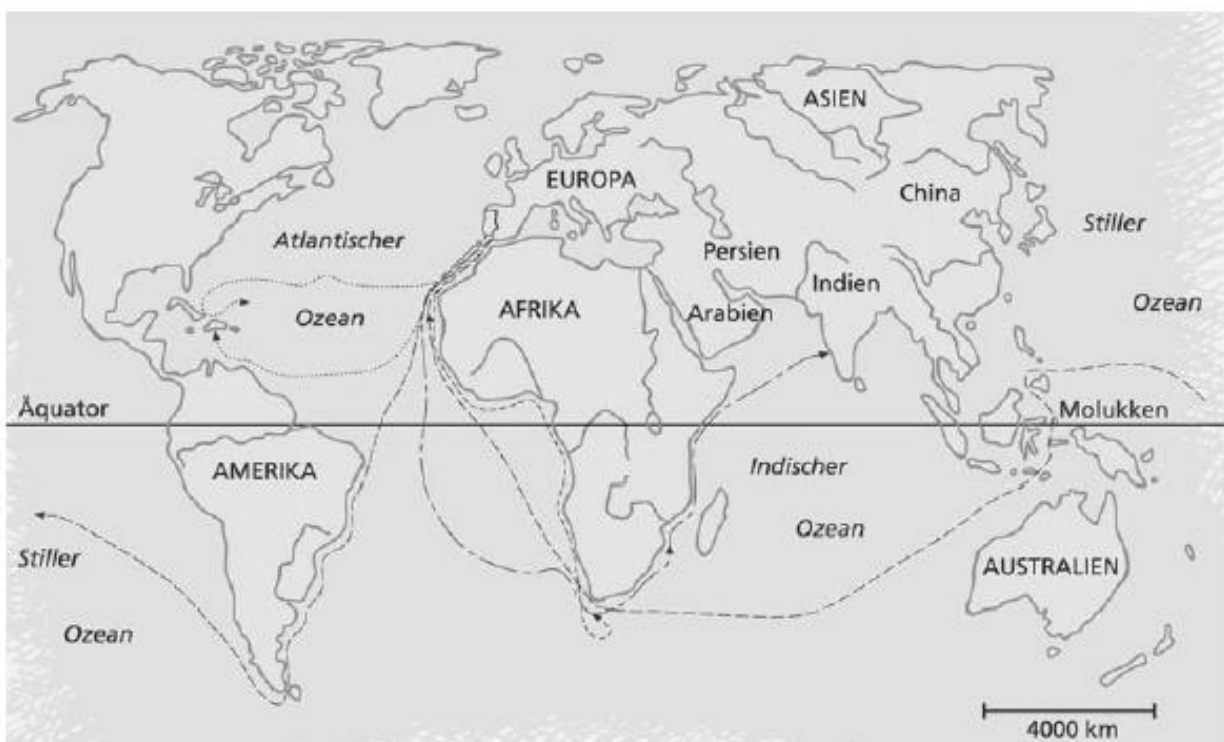 ASIEN
EUROPA
China
Atlantischer
Stiller
Persien
Indien
Ozean
AFRIKA
Arabien
Ozean
Äquator
Molukken
AMERIKA
Indischer
Ozean
Stiller
AUSTRALIEN
Ozean
4000 km